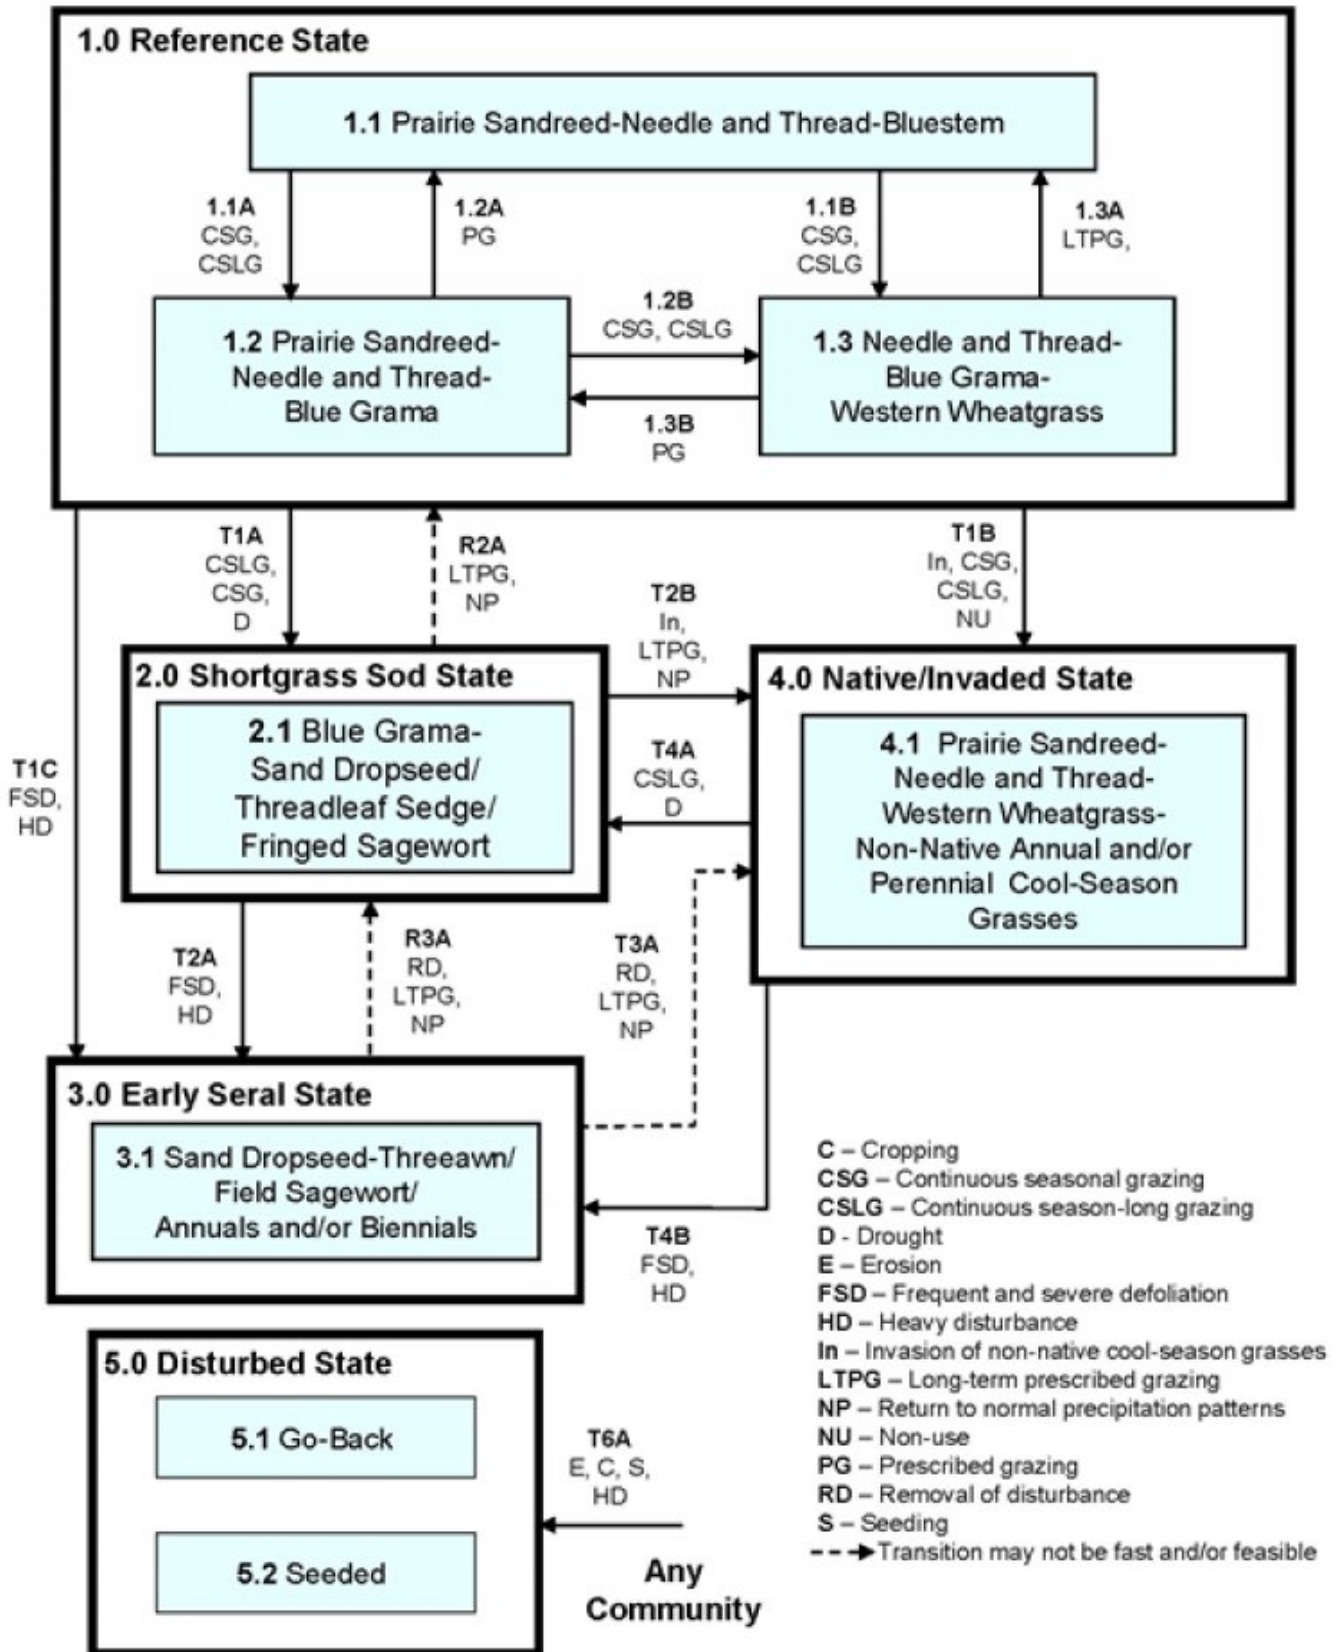 1.0 Reference State
1.1 Prairie Sandreed-Needle and Thread-Bluestem
1.1A
CSG,
CSLG
1.2A
PG
1.1B
CSG,
CSLG
1.3A
LTPG,
1.2 Prairie Sandreed-
Needle and Thread-
Blue Grama
1.2B
CSG, CSLG
1.3B
PG
1.3 Needle and Thread-
Blue Grama-
Western Wheatgrass
T1A
CSLG,
CSG,
D
R2A
LTPG,
NP
T1B
In, CSG,
CSLG,
NU
T1C
FSD,
HD
2.0 Shortgrass Sod State
2.1 Blue Grama-
Sand Dropseed/
Threadleaf Sedge/
Fringed Sagewort
T2B
In,
LTPG,
NP
T4A
CSLG,
D
4.0 Native/Invaded State
4.1 Prairie Sandreed-
Needle and Thread-
Western Wheatgrass-
Non-Native Annual and/or
Perennial Cool-Season
Grasses
T2A
FSD,
HD
R3A
RD,
LTPG,
NP
T3A
RD,
LTPG,
NP
3.0 Early Seral State
3.1 Sand Dropseed-Threeawn/
Field Sagewort/
Annuals and/or Biennials
T4B
FSD,
HD
5.0 Disturbed State
5.1 Go-Back
5.2 Seeded
T6A
E, C, S,
HD
Any
Community
C – Cropping
CSG – Continuous seasonal grazing
CSLG – Continuous season-long grazing
D - Drought
E – Erosion
FSD – Frequent and severe defoliation
HD – Heavy disturbance
In – Invasion of non-native cool-season grasses
LTPG – Long-term prescribed grazing
NP – Return to normal precipitation patterns
NU – Non-use
PG – Prescribed grazing
RD – Removal of disturbance
S – Seeding
Transition may not be fast and/or feasible